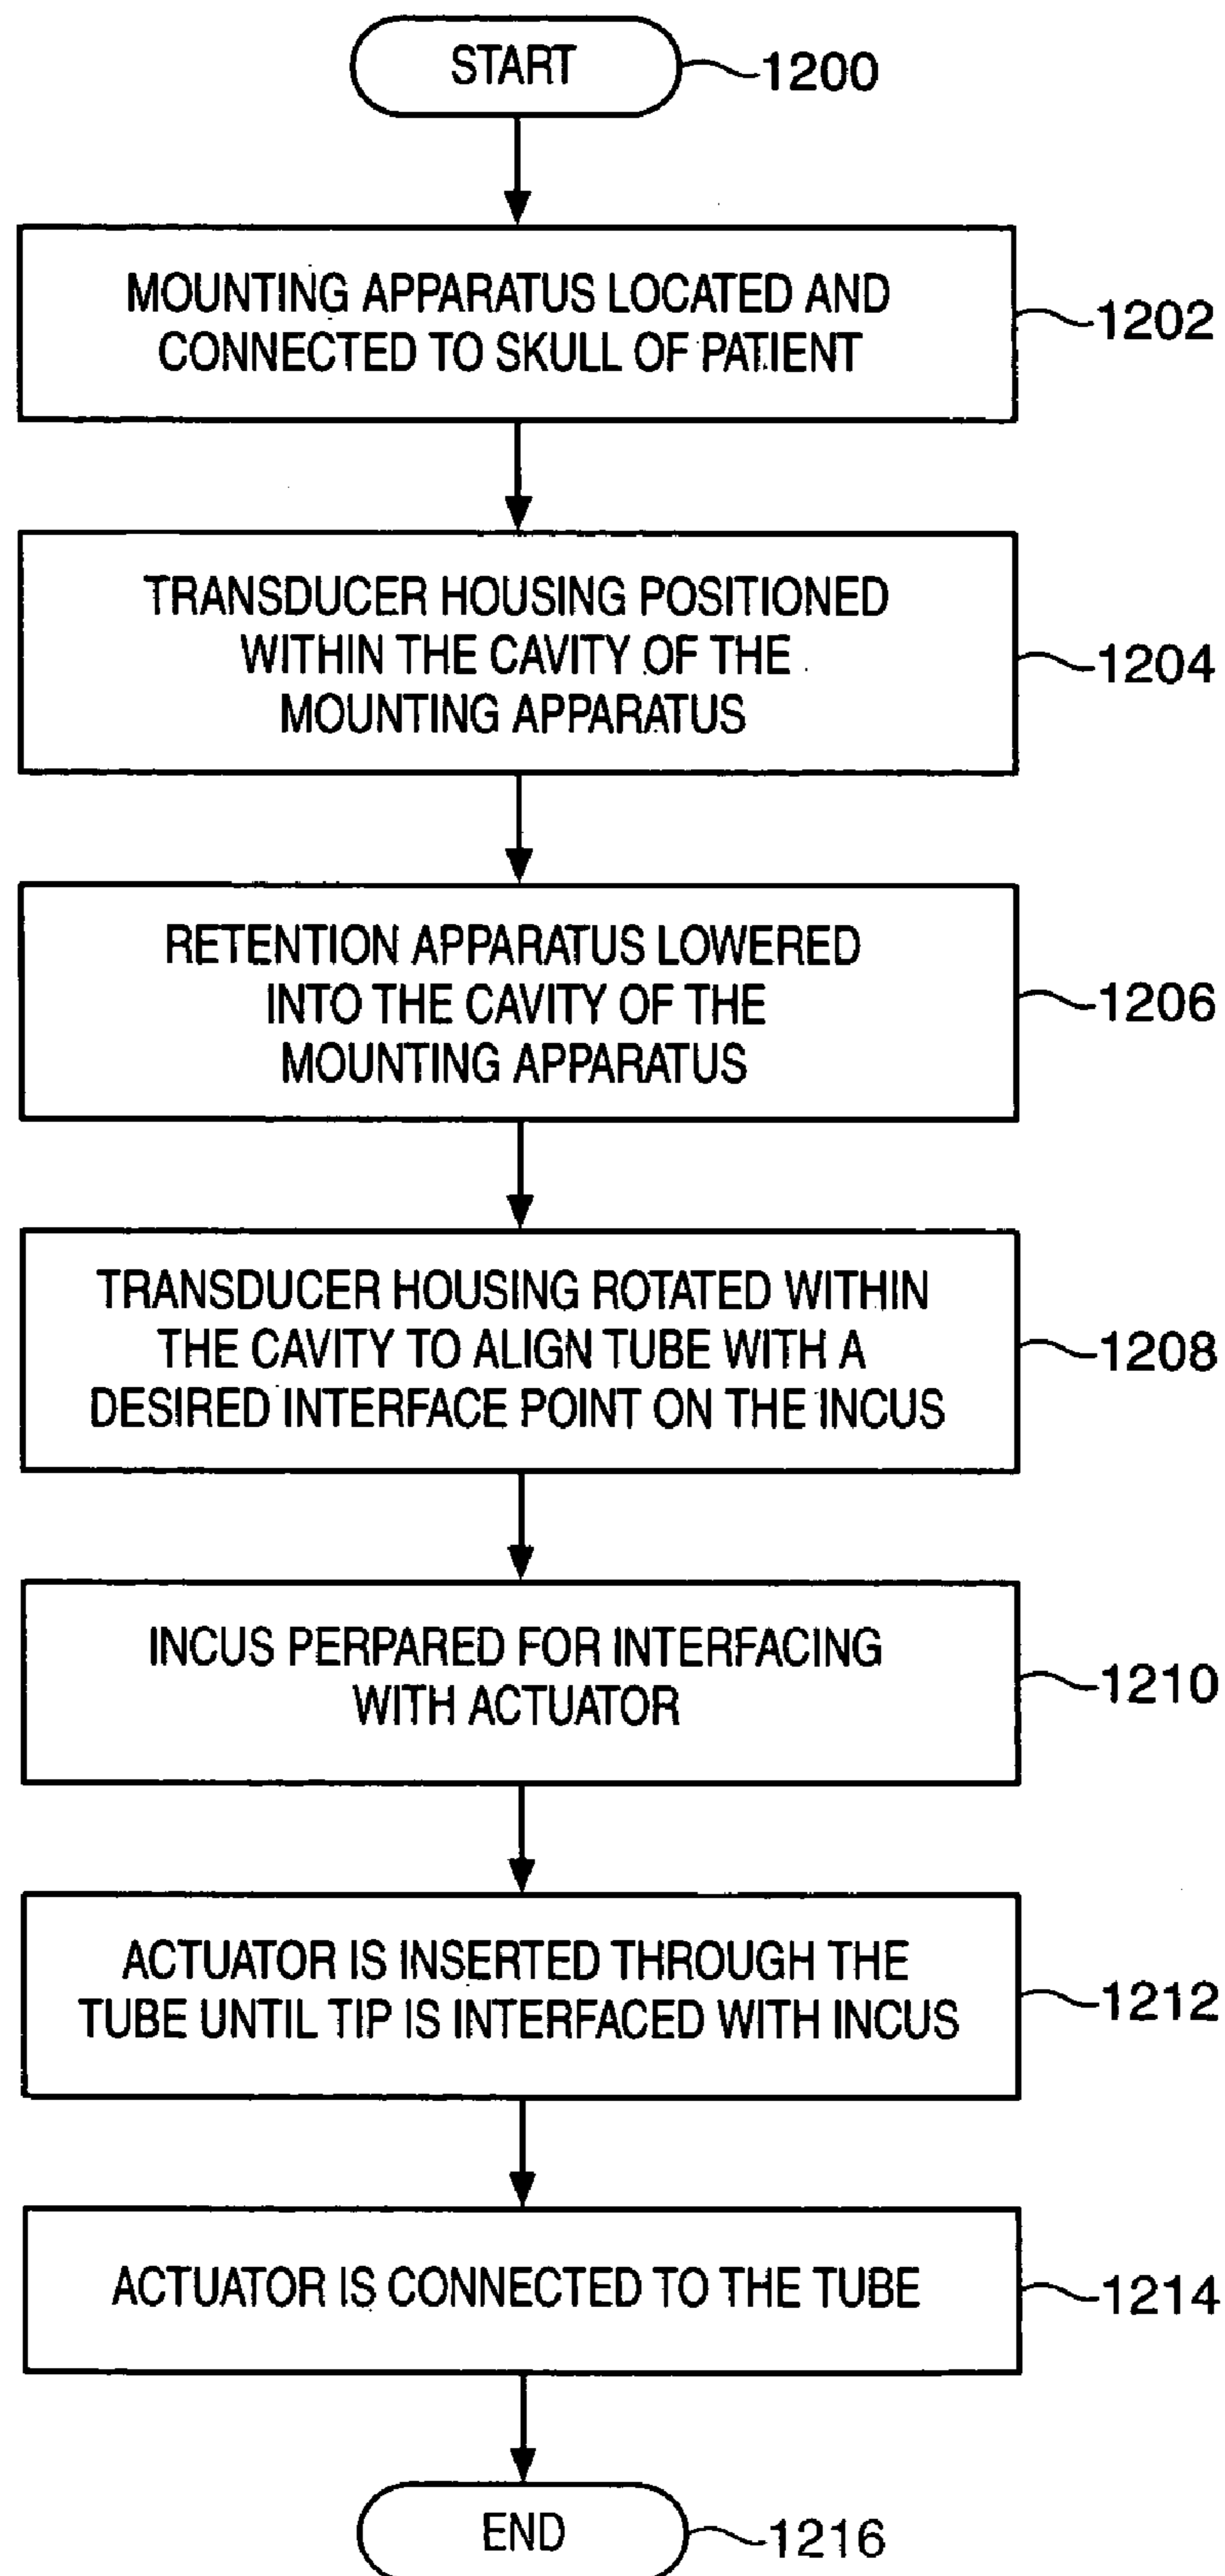 START
1200
MOUNTING APPARATUS LOCATED AND
CONNECTED TO SKULL OF PATIENT
1202
TRANSDUCER HOUSING POSITIONED
WITHIN THE CAVITY OF THE
MOUNTING APPARATUS
1204
RETENTION APPARATUS LOWERED
INTO THE CAVITY OF THE
MOUNTING APPARATUS
1206
TRANSDUCER HOUSING ROTATED WITHIN
THE CAVITY TO ALIGN TUBE WITH A
DESIRED INTERFACE POINT ON THE INCUS
1208
INCUS PERPARED FOR INTERFACING
WITH ACTUATOR
1210
ACTUATOR IS INSERTED THROUGH THE
TUBE UNTIL TIP IS INTERFACED WITH INCUS
1212
ACTUATOR IS CONNECTED TO THE TUBE
1214
END
1216